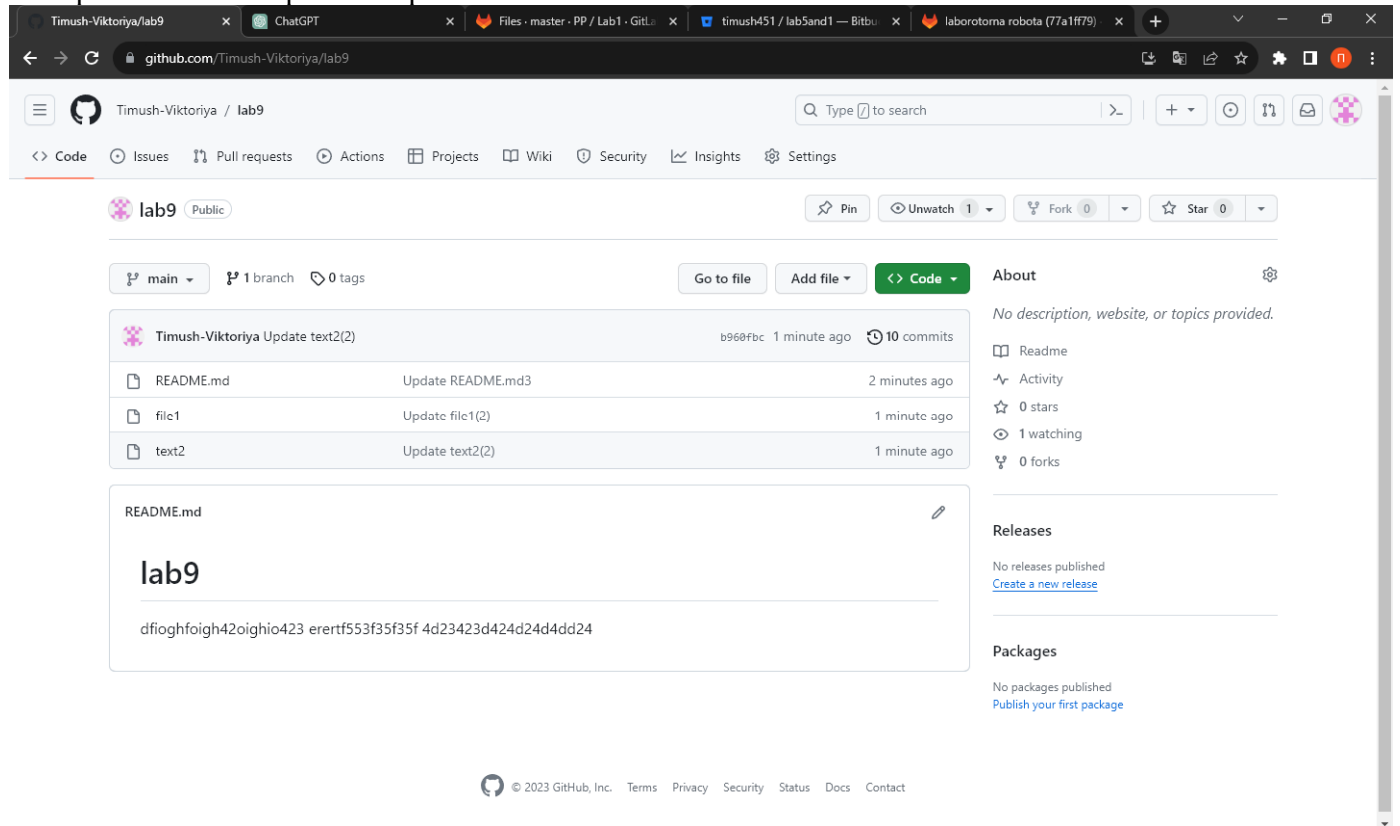 Timush-Viktoriya/lab9
ChatGPT
Files · master · PP / Lab1 · GitLa
timush451 / lab5and1 — Bitbu
laborotorna robota (77a1ff79)
github.com/Timush-Viktoriya/lab9
П
Timush-Viktoriya / lab9
Type / to search
Code Issues Pull requests Actions Projects Wiki Security Insights Settings
lab9 Public
Pin Unwatch 1 Fork 0 Star 0
main 1 branch 0 tags
Go to file Add file Code
Timush-Viktoriya Update text2(2) b960fbc 1 minute ago 10 commits
README.md Update README.md3 2 minutes ago
file1 Update file1(2) 1 minute ago
text2 Update text2(2) 1 minute ago
README.md
lab9
dfioghfoigh42oighio423 erertf553f35f35f 4d23423d424d24d4dd24
About
No description, website, or topics provided.
Readme
Activity
0 stars
1 watching
0 forks
Releases
No releases published
Create a new release
Packages
No packages published
Publish your first package
© 2023 GitHub, Inc. Terms Privacy Security Status Docs Contact